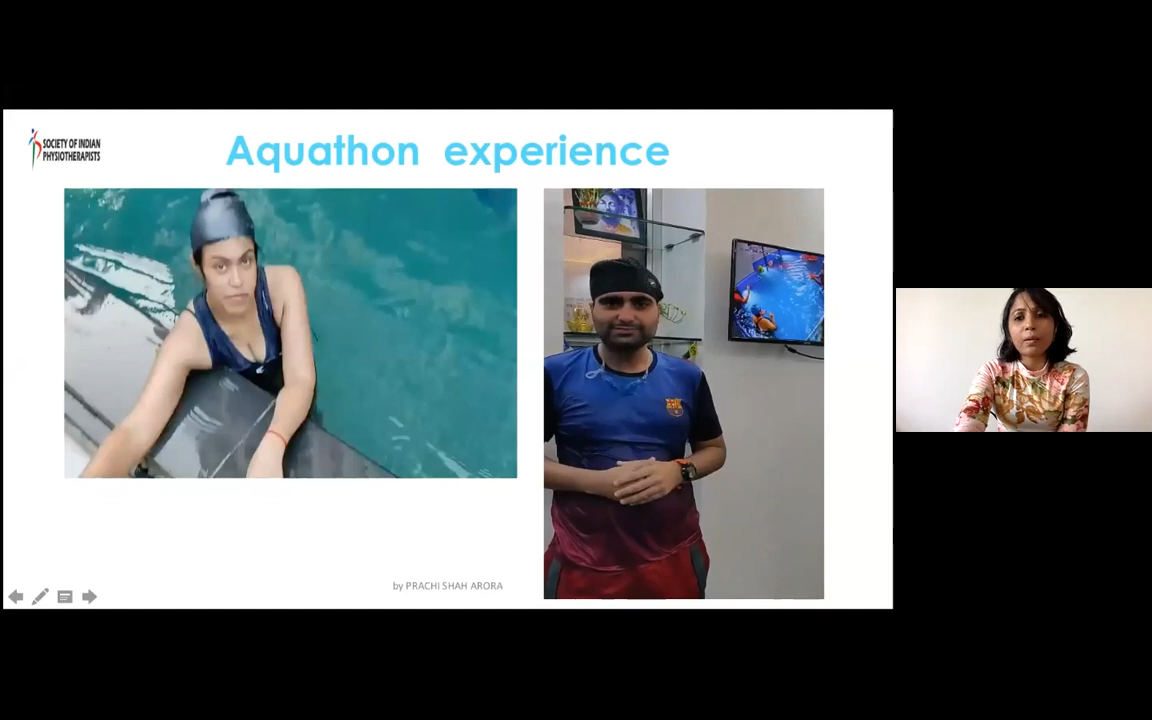 SOCIETY OF INDIAN
PHYSIOTHERAPISTS
Aquathon experience
by PRACHI SHAH ARORA